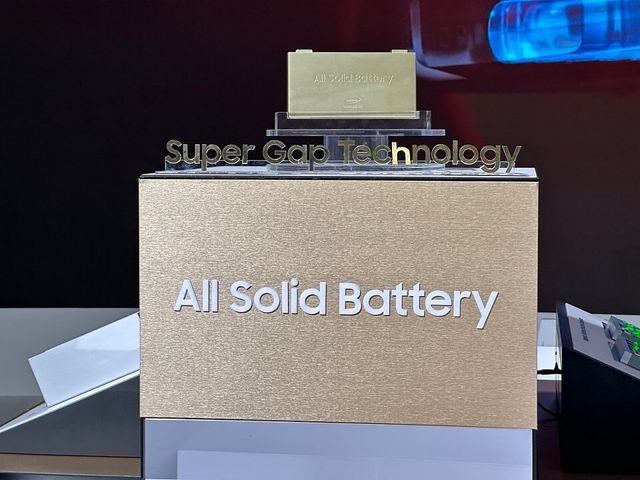 All Solid Battery
Super Gap Technology
All Solid Battery